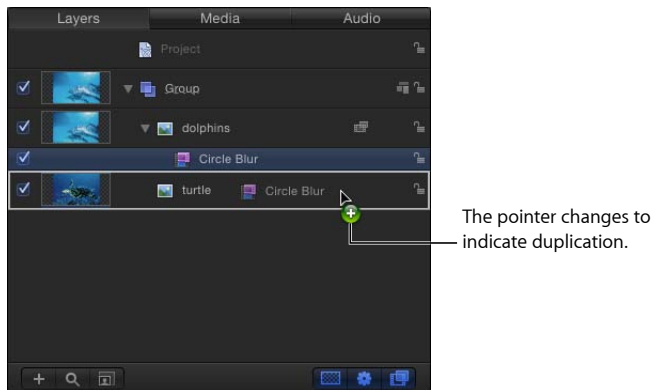 Layers Media Audio
Project
Group
dolphins
Circle Blur
turtle Circle Blur
The pointer changes to
indicate duplication.